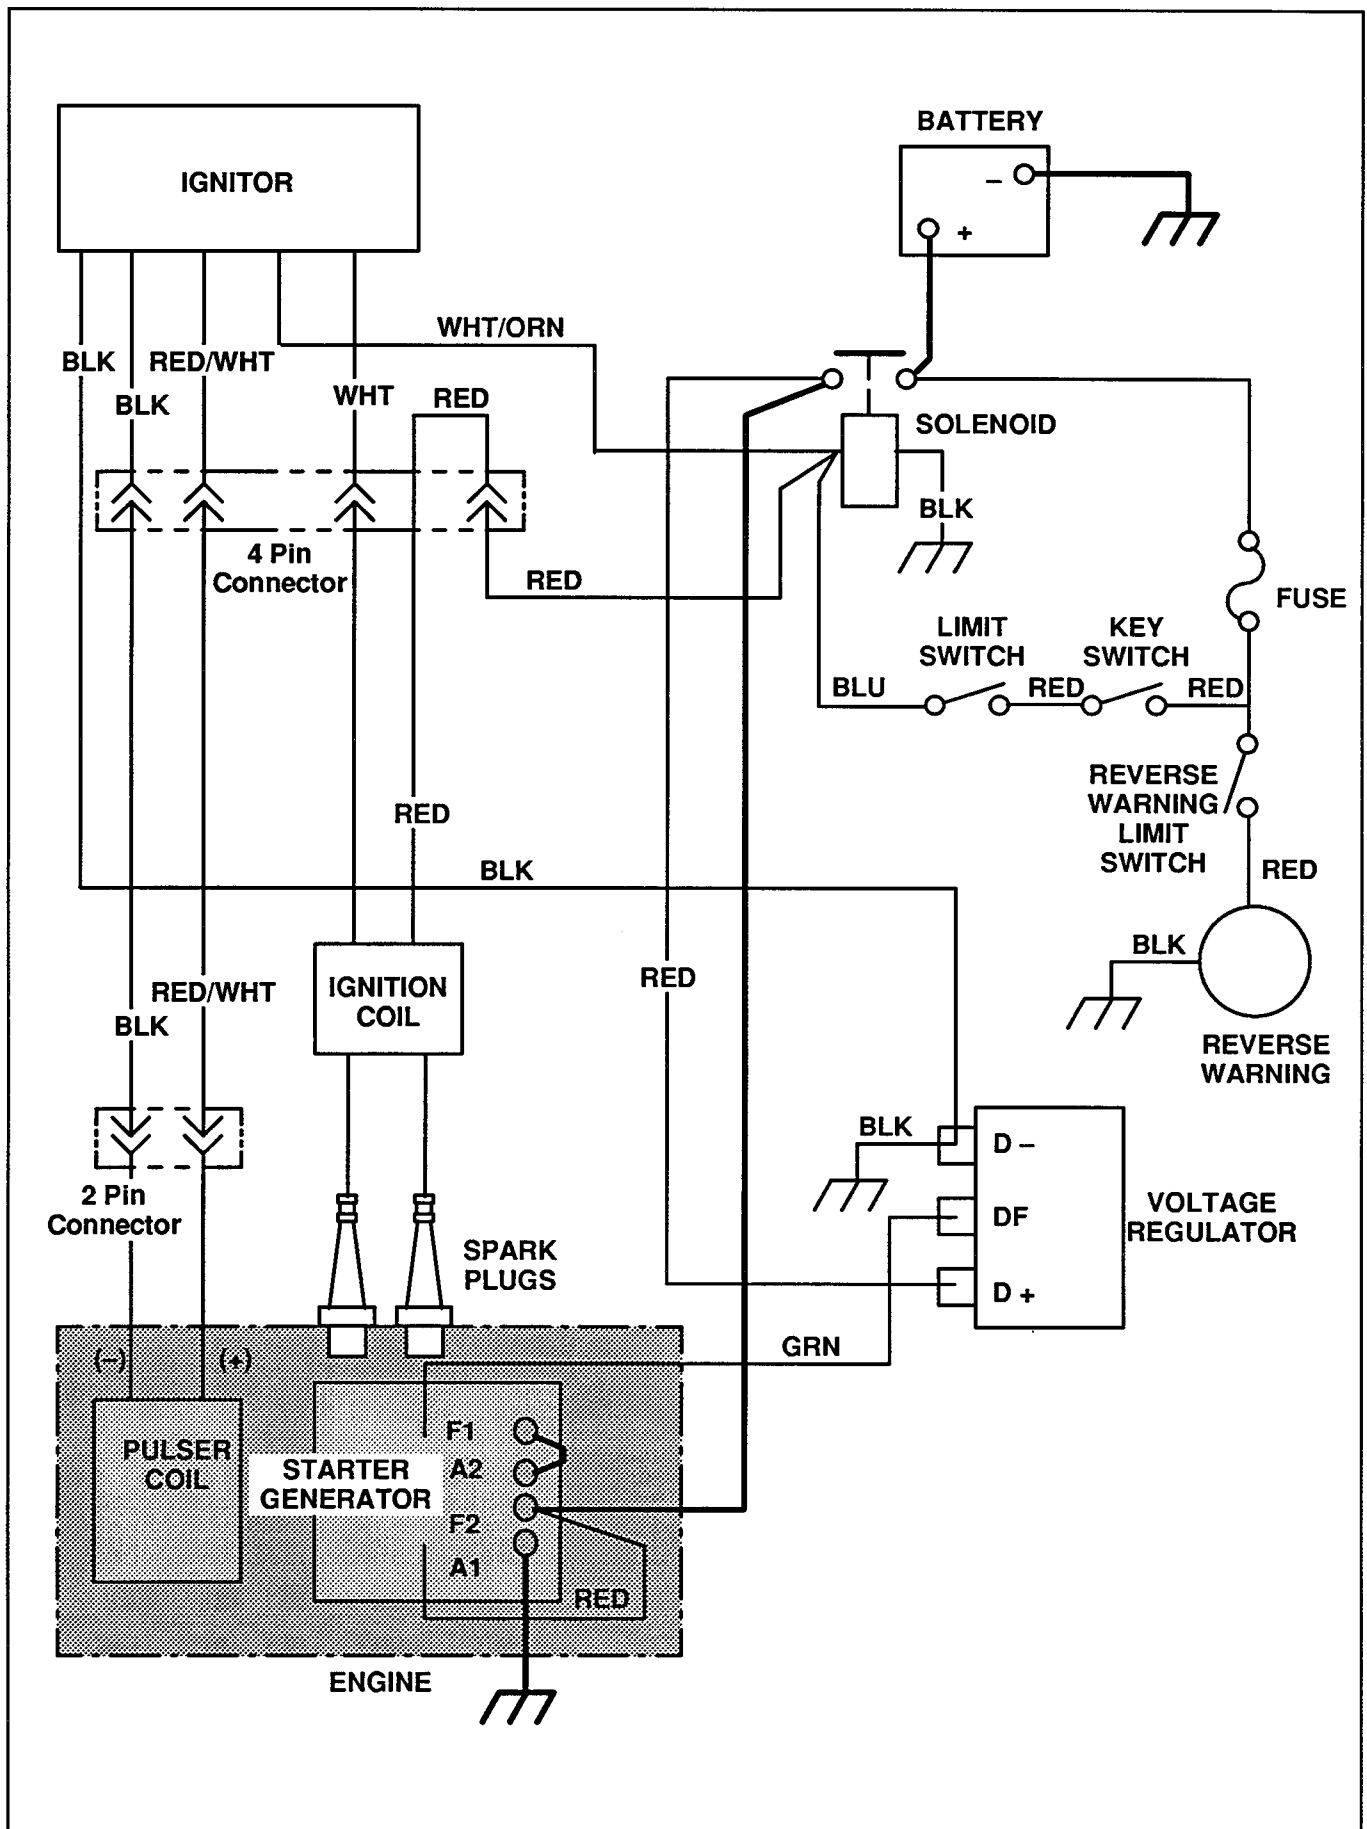 BATTERY
IGNITOR
–
+
WHT/ORN
BLK
RED/WHT
WHT
RED
BLK
SOLENOID
BLK
4 Pin
Connector
RED
FUSE
LIMIT
SWITCH
KEY
SWITCH
BLU
RED
RED
REVERSE
WARNING
LIMIT
SWITCH
RED
BLK
RED
BLK
RED
IGNITION
COIL
RED/WHT
BLK
REVERSE
WARNING
BLK
D –
2 Pin
Connector
DF
VOLTAGE
REGULATOR
SPARK
PLUGS
D +
GRN
(–)
(+)
F1
PULSER
COIL
A2
STARTER
GENERATOR
F2
A1
RED
ENGINE